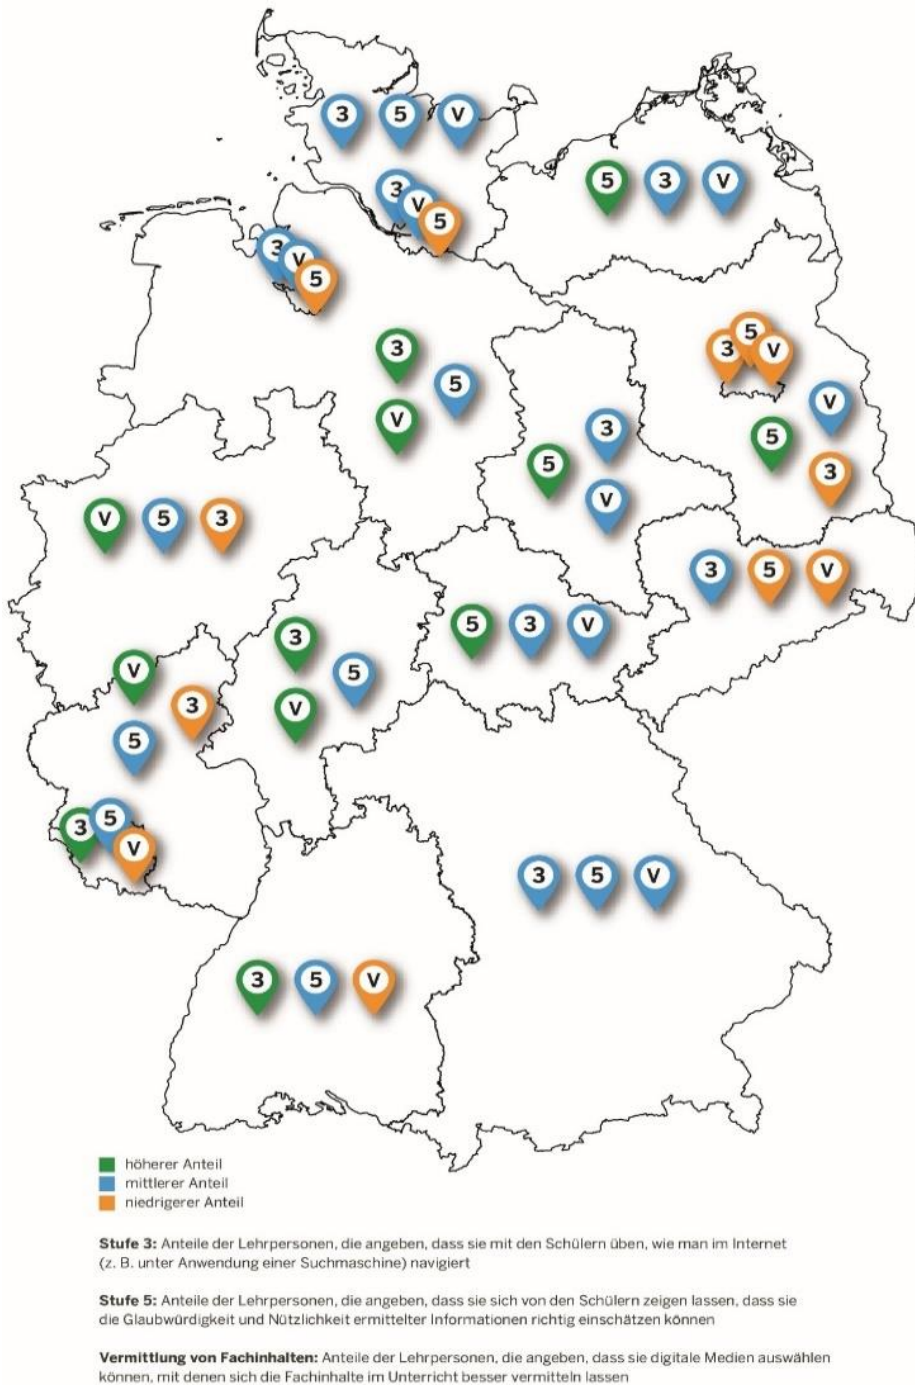 3 5 V
3 V 5
5 3 V
3 V 5
3 5 V
3 5 V
V 5 3
5 3 V
V 5 3
3 5 V
5 3 V
3 5 V
V 3 5
3 5 V
3 5 V
3 5 V
höherer Anteil
mittlerer Anteil
niedrigerer Anteil
Stufe 3: Anteile der Lehrpersonen, die angeben, dass sie mit den Schülern üben, wie man im Internet
(z. B. unter Anwendung einer Suchmaschine) navigiert
Stufe 5: Anteile der Lehrpersonen, die angeben, dass sie sich von den Schülern zeigen lassen, dass sie
die Glaubwürdigkeit und Nützlichkeit ermittelter Informationen richtig einschätzen können
Vermittlung von Fachinhalten: Anteile der Lehrpersonen, die angeben, dass sie digitale Medien auswählen
können, mit denen sich die Fachinhalte im Unterricht besser vermitteln lassen